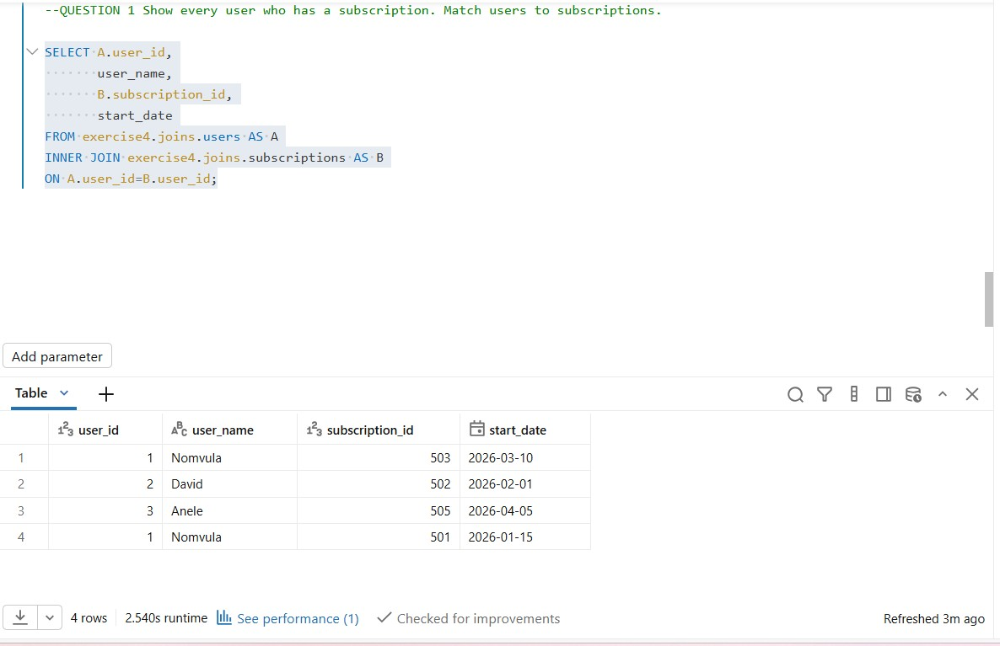 --QUESTION 1 Show every user who has a subscription. Match users to subscriptions.
SELECT A.user_id,
user_name,
B.subscription_id,
start_date
FROM exercise4.joins.users AS A
INNER JOIN exercise4.joins.subscriptions AS B
ON A.user_id=B.user_id;
Add parameter
Table
user_id user_name subscription_id start_date
1 1 Nomvula 503 2026-03-10
2 2 David 502 2026-02-01
3 3 Anele 505 2026-04-05
4 1 Nomvula 501 2026-01-15
4 rows 2.540s runtime See performance (1) Checked for improvements Refreshed 3m ago